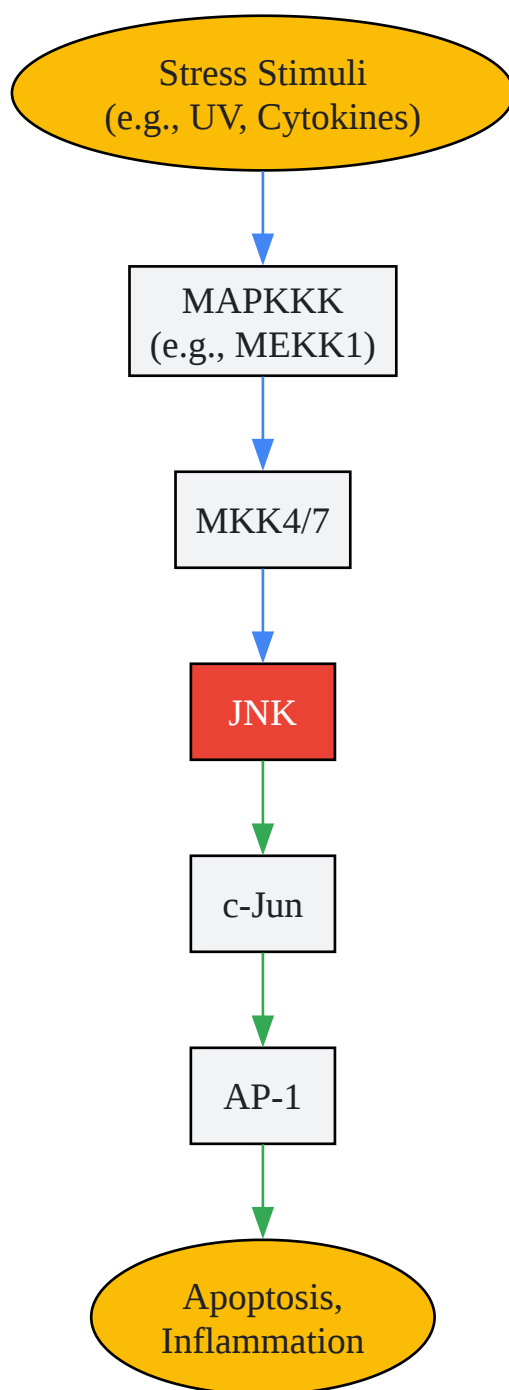 Stress Stimuli
(e.g., UV, Cytokines)
MAPKKK
(e.g., MEKK1)
MKK4/7
JNK
c-Jun
AP-1
Apoptosis,
Inflammation